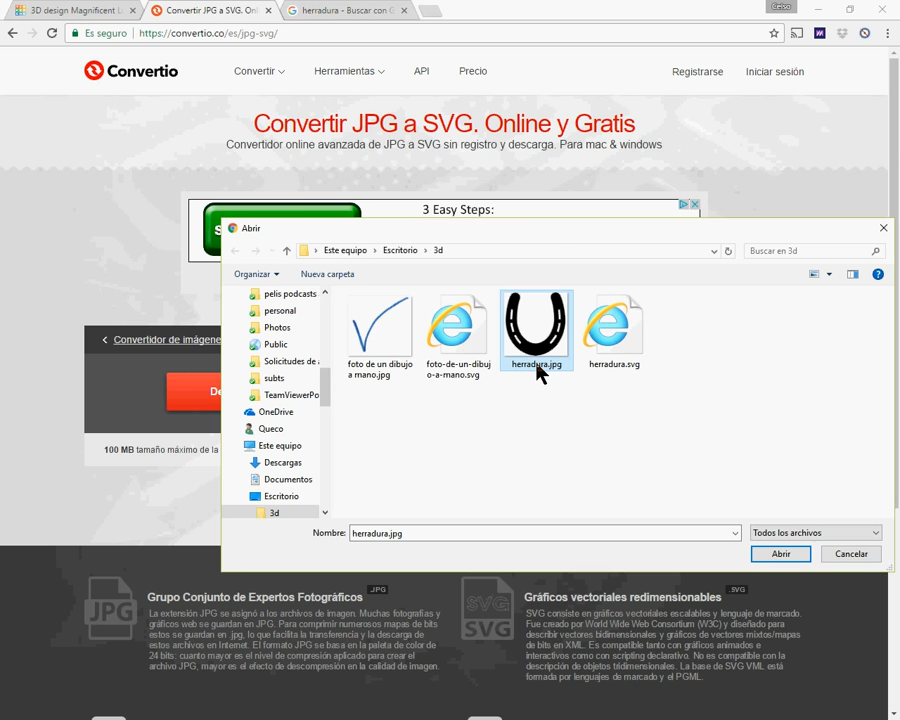 3D design Magnificent L
Convertir JPG a SVG. Onl
herradura - Buscar con G
Celso
Es seguro
https://convertio.co/es/jpg-svg/
Convertio
Convertir
Herramientas
API
Precio
Registrarse
Iniciar sesión
Convertir JPG a SVG. Online y Gratis
Convertidor online avanzada de JPG a SVG sin registro y descarga. Para mac & windows
3 Easy Steps:
Abrir
Este equipo
Escritorio
3d
Buscar en 3d
Organizar
Nueva carpeta
pelis podcasts
personal
Photos
Public
Solicitudes de
subts
TeamViewerPo
OneDrive
Queco
Este equipo
Descargas
Documentos
Escritorio
3d
foto de un dibujo
a mano.jpg
foto-de-un-dibuj
o-a-mano.svg
herradura.jpg
herradura.svg
Convertidor de imágene
De
100 MB tamaño máximo de la
Nombre:
herradura.jpg
Todos los archivos
Abrir
Cancelar
JPG
Grupo Conjunto de Expertos Fotográficos
.JPG
La extensión JPG se asignó a los archivos de imagen. Muchas fotografías y
gráficos web se guardan en JPG. Para comprimir numerosos mapas de bits
estos se guardan en .jpg, lo que facilita la transferencia y la descarga de
estos archivos en Internet. El formato JPG se basa en la paleta de color de
24 bits: cuanto mayor es el nivel de compresión aplicado para crear el
archivo JPG, mayor es el efecto de descompresión en la calidad de imagen.
SVG
Gráficos vectoriales redimensionables
.SVG
SVG consiste en gráficos vectoriales escalables y lenguaje de marcado.
Fue creado por World Wide Web Consortium (W3C) y diseñado para
describir vectores bidimensionales y gráficos de vectores mixtos/mapas
de bits en XML. Es compatible tanto con gráficos animados e
interactivos como con scripting declarativo. No es compatible con la
descripción de objetos tridimensionales. La base de SVG VML está
formada por lenguajes de marcado y el PGML.